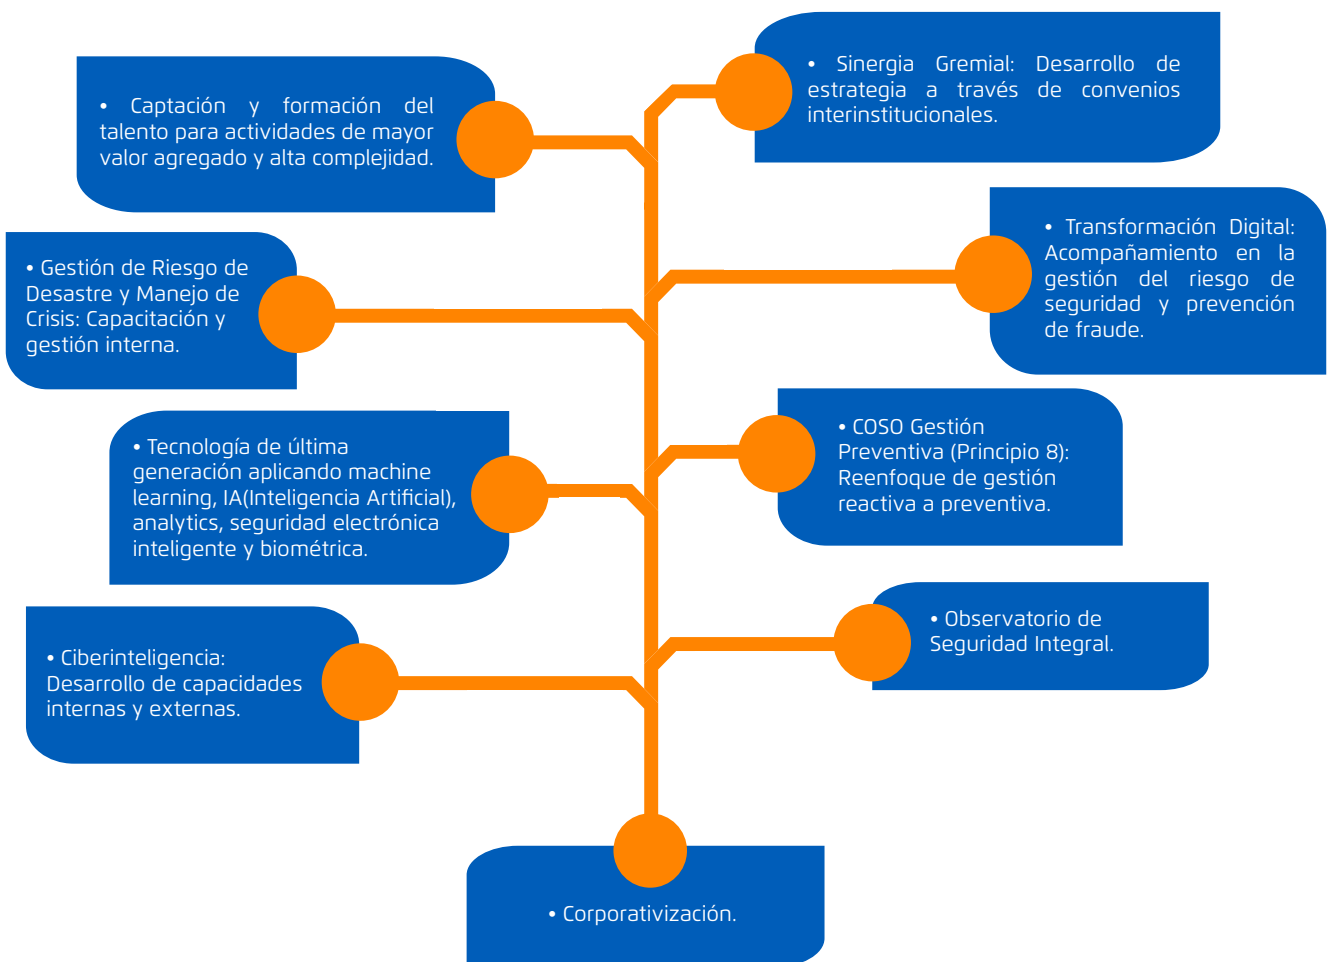 • Captación y formación del
talento para actividades de mayor
valor agregado y alta complejidad.
• Sinergia Gremial: Desarrollo de
estrategia a través de convenios
interinstitucionales.
• Gestión de Riesgo de
Desastre y Manejo de
Crisis: Capacitación y
gestión interna.
• Transformación Digital:
Acompañamiento en la
gestión del riesgo de
seguridad y prevención
de fraude.
• Tecnología de última
generación aplicando machine
learning, IA(Inteligencia Artificial),
analytics, seguridad electrónica
inteligente y biométrica.
• COSO Gestión
Preventiva (Principio 8):
Reenfoque de gestión
reactiva a preventiva.
• Ciberinteligencia:
Desarrollo de capacidades
internas y externas.
• Observatorio de
Seguridad Integral.
• Corporativización.